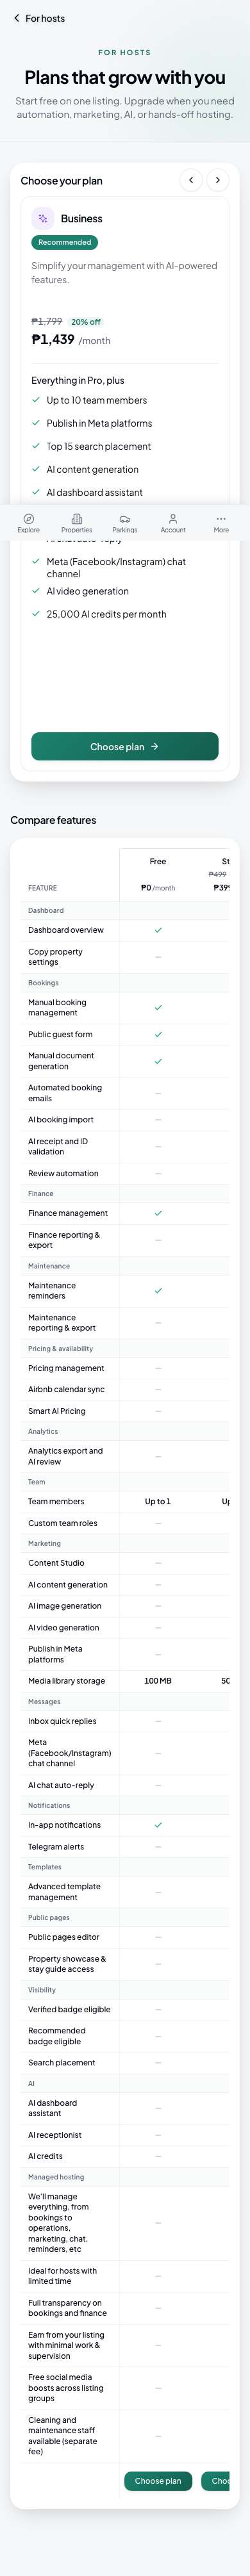 For hosts
FOR HOSTS
Plans that grow with you
Start free on one listing. Upgrade when you need
automation, marketing, AI, or hands-off hosting.
Choose your plan
Business
Recommended
Simplify your management with AI-powered
features.
₱1,799 20% off
₱1,439 /month
Everything in Pro, plus
Up to 10 team members
Publish in Meta platforms
Top 15 search placement
AI content generation
AI dashboard assistant
Explore
Properties
Parkings
Account
More
AI chat auto-reply
Meta (Facebook/Instagram) chat
channel
AI video generation
25,000 AI credits per month
Choose plan
Compare features
Free
St
₱499
FEATURE
₱0 /month
₱399
Dashboard
Dashboard overview
Copy property
settings
Bookings
Manual booking
management
Public guest form
Manual document
generation
Automated booking
emails
AI booking import
AI receipt and ID
validation
Review automation
Finance
Finance management
Finance reporting &
export
Maintenance
Maintenance
reminders
Maintenance
reporting & export
Pricing & availability
Pricing management
Airbnb calendar sync
Smart AI Pricing
Analytics
Analytics export and
AI review
Team
Team members Up to 1 Up
Custom team roles
Marketing
Content Studio
AI content generation
AI image generation
AI video generation
Publish in Meta
platforms
Media library storage 100 MB 50
Messages
Inbox quick replies
Meta
(Facebook/Instagram)
chat channel
AI chat auto-reply
Notifications
In-app notifications
Telegram alerts
Templates
Advanced template
management
Public pages
Public pages editor
Property showcase &
stay guide access
Visibility
Verified badge eligible
Recommended
badge eligible
Search placement
AI
AI dashboard
assistant
AI receptionist
AI credits
Managed hosting
We'll manage
everything, from
bookings to
operations,
marketing, chat,
reminders, etc
Ideal for hosts with
limited time
Full transparency on
bookings and finance
Earn from your listing
with minimal work &
supervision
Free social media
boosts across listing
groups
Cleaning and
maintenance staff
available (separate
fee)
Choose plan Choo